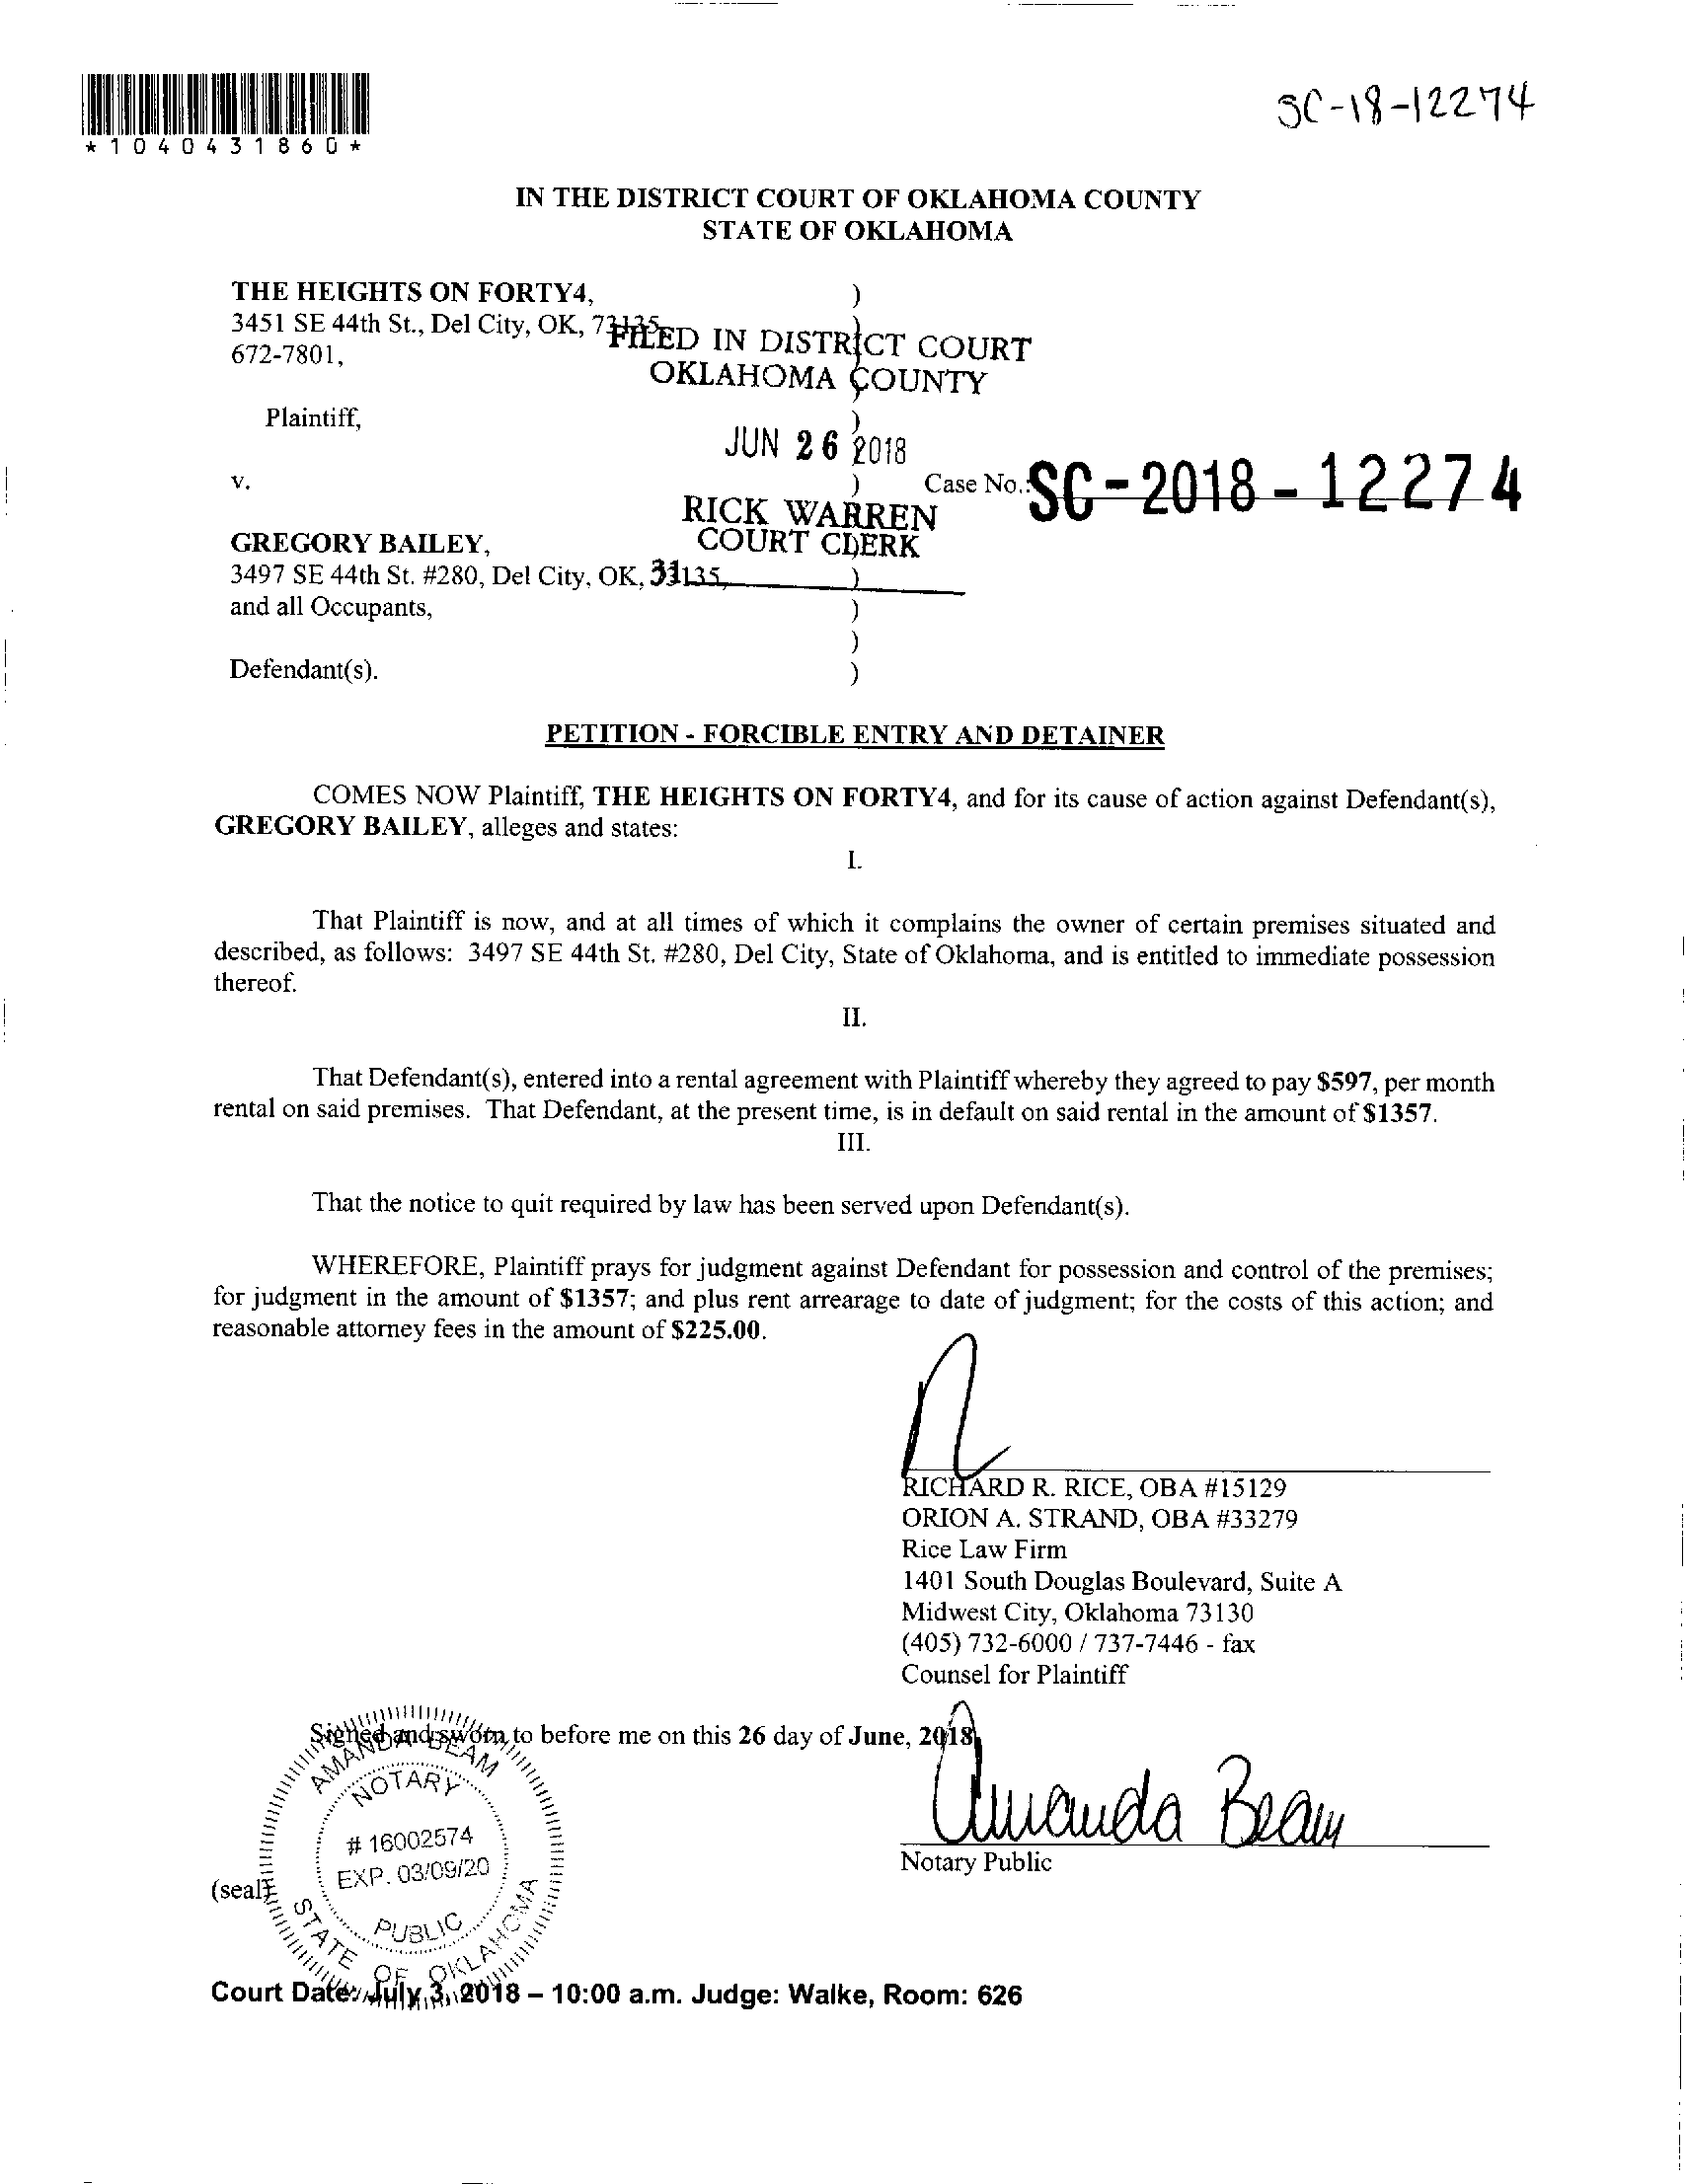 *1040431860*
SC-18-12274
IN THE DISTRICT COURT OF OKLAHOMA COUNTY
STATE OF OKLAHOMA
THE HEIGHTS ON FORTY4, )
3451 SE 44th St., Del City, OK,
672-7801,
FILED IN DISTRICT COURT
OKLAHOMA COUNTY
Plaintiff, )
JUN 26 2018
v. ) Case No.: SC-2018-12274
RICK WARREN
COURT CLERK
GREGORY BAILEY,
3497 SE 44th St. #280, Del City, OK, )
and all Occupants, )
)
Defendant(s). )
PETITION - FORCIBLE ENTRY AND DETAINER
COMES NOW Plaintiff, THE HEIGHTS ON FORTY4, and for its cause of action against Defendant(s),
GREGORY BAILEY, alleges and states:
I.
That Plaintiff is now, and at all times of which it complains the owner of certain premises situated and
described, as follows: 3497 SE 44th St. #280, Del City, State of Oklahoma, and is entitled to immediate possession
thereof.
II.
That Defendant(s), entered into a rental agreement with Plaintiff whereby they agreed to pay $597, per month
rental on said premises. That Defendant, at the present time, is in default on said rental in the amount of $1357.
III.
That the notice to quit required by law has been served upon Defendant(s).
WHEREFORE, Plaintiff prays for judgment against Defendant for possession and control of the premises;
for judgment in the amount of $1357; and plus rent arrearage to date of judgment; for the costs of this action; and
reasonable attorney fees in the amount of $225.00.
RICHARD R. RICE, OBA #15129
ORION A. STRAND, OBA #33279
Rice Law Firm
1401 South Douglas Boulevard, Suite A
Midwest City, Oklahoma 73130
(405) 732-6000 / 737-7446 - fax
Counsel for Plaintiff
Signed and sworn to before me on this 26 day of June, 2018
Amanda Beam
Notary Public
(seal)
AMANDA BEAM
NOTARY
# 16002574
EXP. 03/09/20
PUBLIC
STATE OF OKLAHOMA
Court Date: July 3, 2018 – 10:00 a.m. Judge: Walke, Room: 626